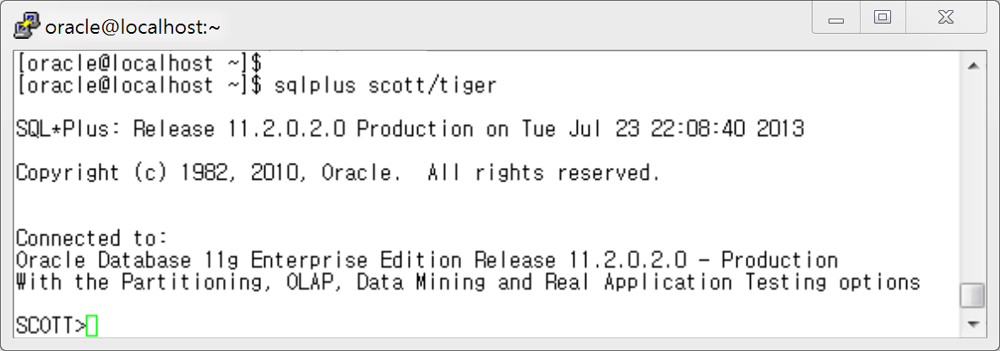 oracle@localhost:~
[oracle@localhost ~]$
[oracle@localhost ~]$ sqlplus scott/tiger
SQL*Plus: Release 11.2.0.2.0 Production on Tue Jul 23 22:08:40 2013
Copyright (c) 1982, 2010, Oracle.  All rights reserved.
Connected to:
Oracle Database 11g Enterprise Edition Release 11.2.0.2.0 - Production
With the Partitioning, OLAP, Data Mining and Real Application Testing options
SCOTT>